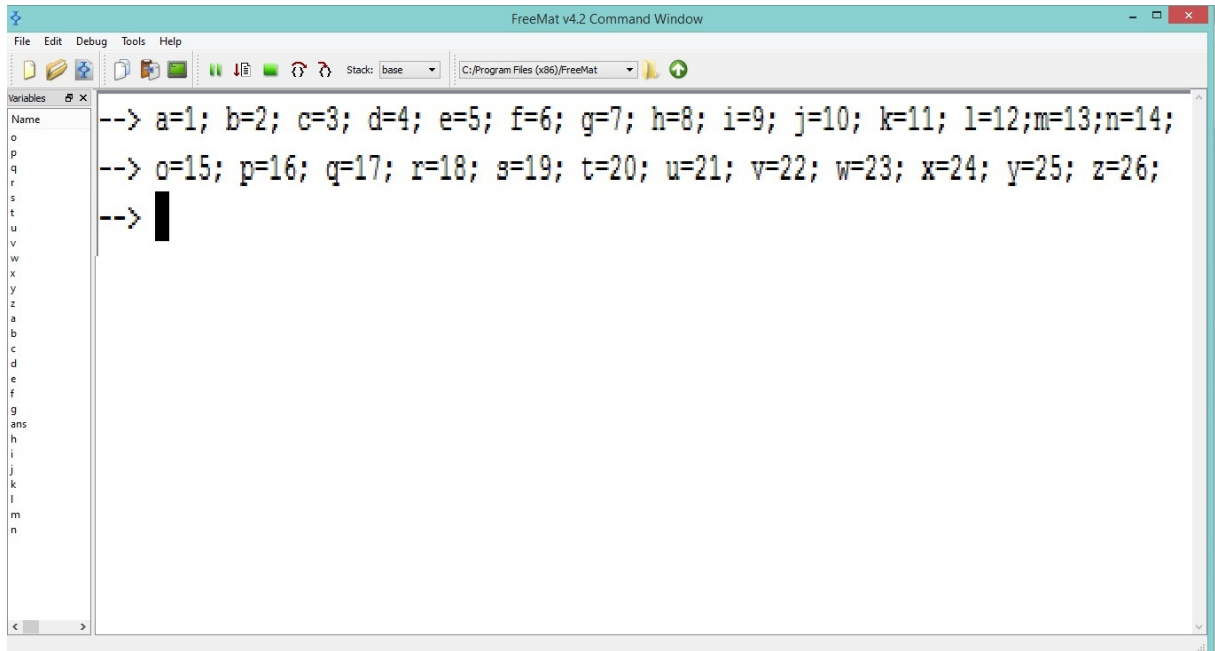 FreeMat v4.2 Command Window
File Edit Debug Tools Help
Stack: base C:/Program Files (x86)/FreeMat
Variables
Name
--> a=1; b=2; c=3; d=4; e=5; f=6; g=7; h=8; i=9; j=10; k=11; l=12;m=13;n=14;
--> o=15; p=16; q=17; r=18; s=19; t=20; u=21; v=22; w=23; x=24; y=25; z=26;
-->
o
p
q
r
s
t
u
v
w
x
y
z
a
b
c
d
e
f
g
ans
h
i
j
k
l
m
n